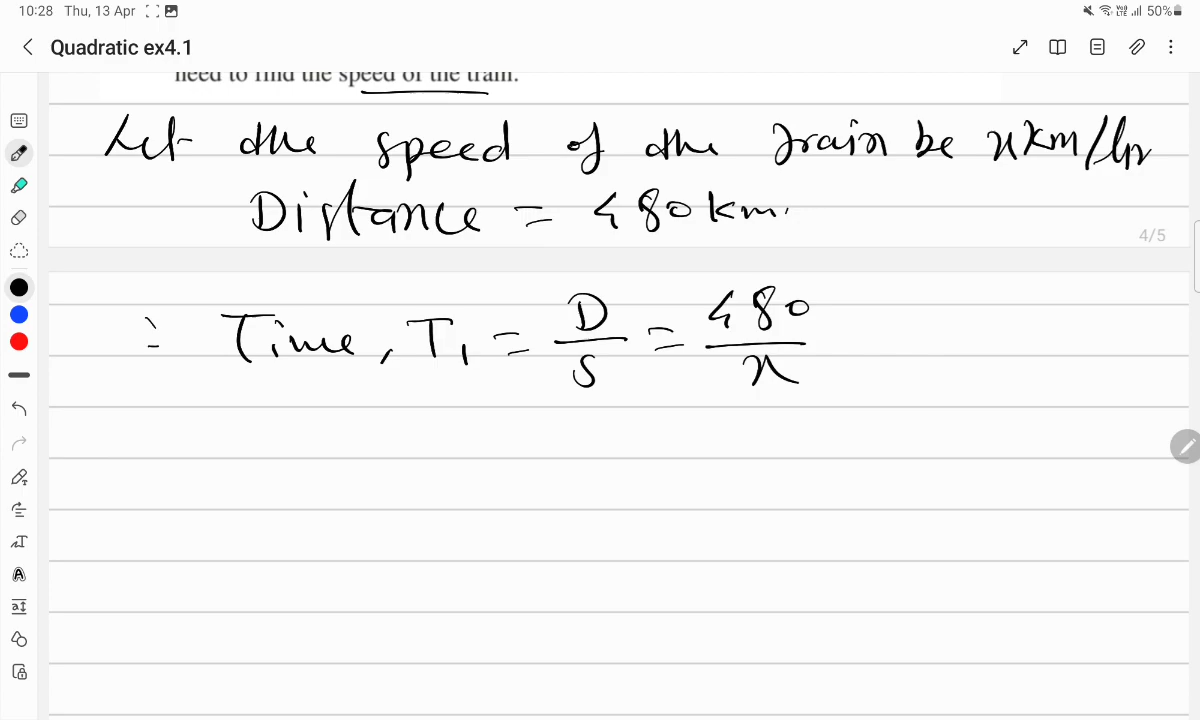 10:28 Thu, 13 Apr 50%
Quadratic ex4.1
need to find the speed of the train.
Let the speed of the train be x km/hr
Distance = 480 km.
4/5
∴ Time, T₁ = D/S = 480/x